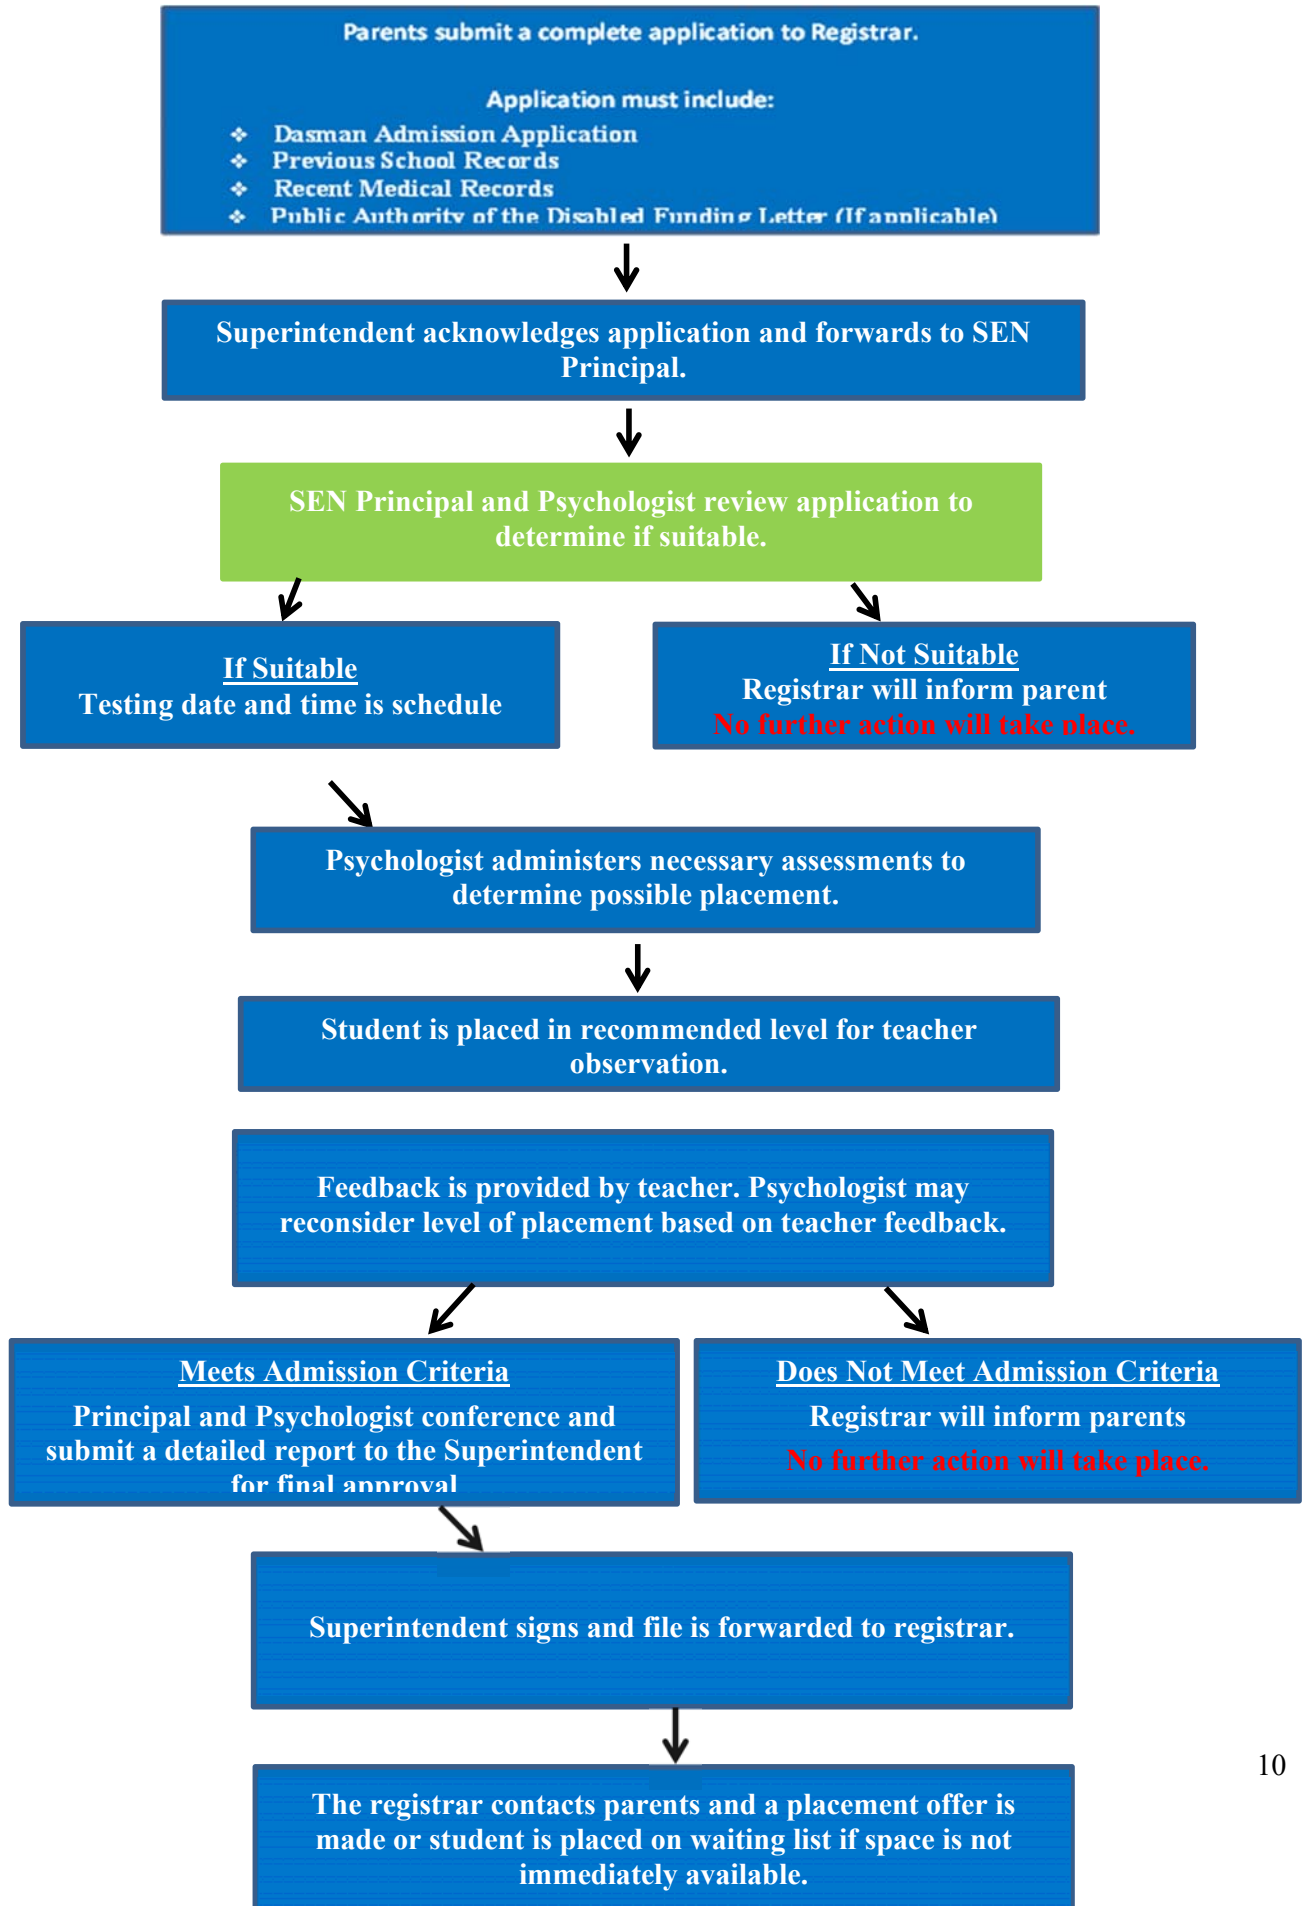 Parents submit a complete application to Registrar.
Application must include:
❖ Dasman Admission Application
❖ Previous School Records
❖ Recent Medical Records
❖ Public Authority of the Disabled Funding Letter (If applicable)
Superintendent acknowledges application and forwards to SEN
Principal.
SEN Principal and Psychologist review application to
determine if suitable.
If Suitable
Testing date and time is schedule
If Not Suitable
Registrar will inform parent
No further action will take place.
Psychologist administers necessary assessments to
determine possible placement.
Student is placed in recommended level for teacher
observation.
Feedback is provided by teacher. Psychologist may
reconsider level of placement based on teacher feedback.
Meets Admission Criteria
Principal and Psychologist conference and
submit a detailed report to the Superintendent
for final approval
Does Not Meet Admission Criteria
Registrar will inform parents
No further action will take place.
Superintendent signs and file is forwarded to registrar.
10
The registrar contacts parents and a placement offer is
made or student is placed on waiting list if space is not
immediately available.